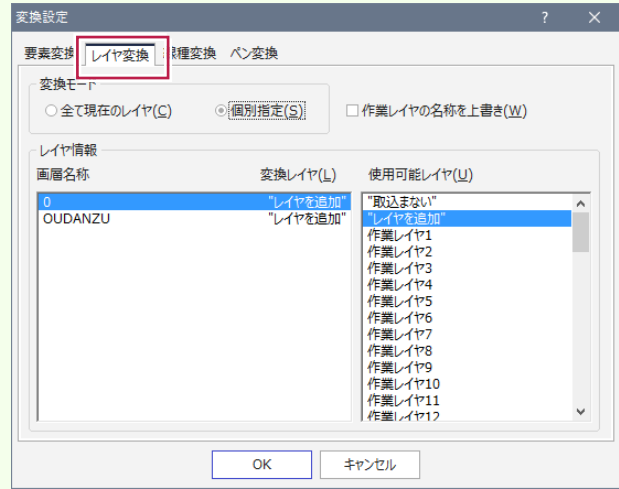 変換設定 ? ×
要素変換 レイヤ変換 線種変換 ペン変換
変換モード
全て現在のレイヤ(C) 個別指定(S) 作業レイヤの名称を上書き(W)
レイヤ情報
画層名称 変換レイヤ(L) 使用可能レイヤ(U)
0 "レイヤを追加"
OUDANZU "レイヤを追加"
"取込まない"
"レイヤを追加"
作業レイヤ1
作業レイヤ2
作業レイヤ3
作業レイヤ4
作業レイヤ5
作業レイヤ6
作業レイヤ7
作業レイヤ8
作業レイヤ9
作業レイヤ10
作業レイヤ11
作業レイヤ12
OK キャンセル